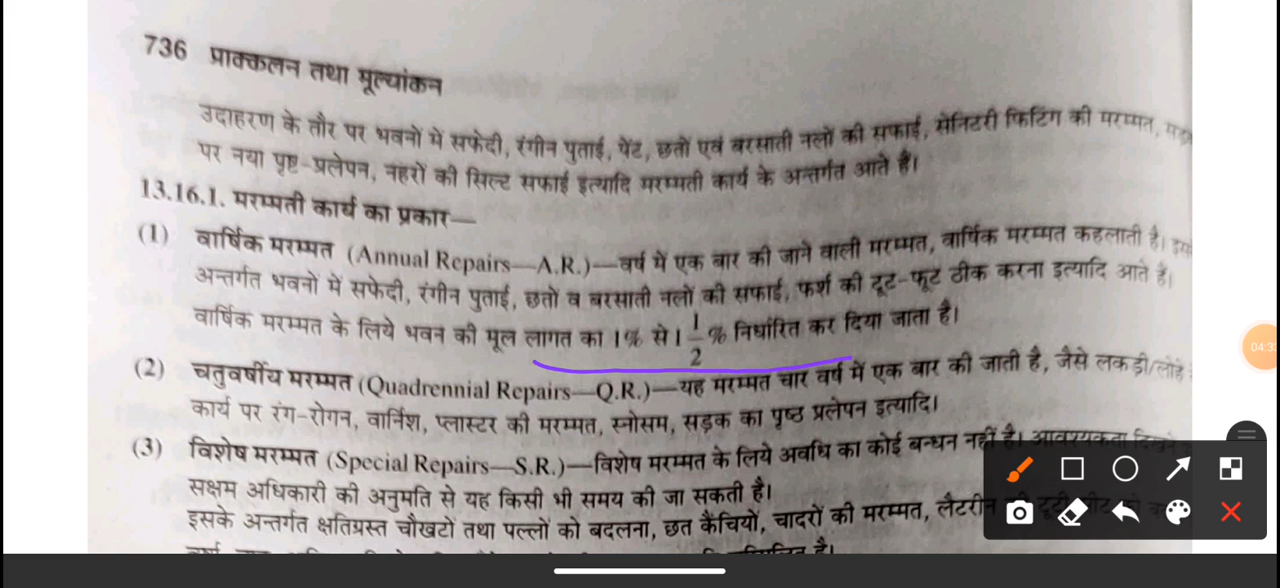 736 प्राक्कलन तथा मूल्यांकन
उदाहरण के तौर पर भवनों में सफेदी, रंगीन पुताई, पेंट, छतों एवं बरसाती नलों की सफाई, सेनिटरी फिटिंग की मरम्मत,
पर नया पृष्ट-प्रलेपन, नहरों की सिल्ट सफाई इत्यादि मरम्मती कार्य के अन्तर्गत आते हैं।
13.16.1. मरम्मती कार्य का प्रकार—
(1) वार्षिक मरम्मत (Annual Repairs—A.R.)—वर्ष में एक बार की जाने वाली मरम्मत, वार्षिक मरम्मत कहलाती है।
अन्तर्गत भवनों में सफेदी, रंगीन पुताई, छतों व बरसाती नलों की सफाई, फर्श की टूट-फूट ठीक करना इत्यादि आते हैं।
वार्षिक मरम्मत के लिये भवन की मूल लागत का 1% से 1 1/2 % निर्धारित कर दिया जाता है।
(2) चतुवर्षीय मरम्मत (Quadrennial Repairs—Q.R.)—यह मरम्मत चार वर्ष में एक बार की जाती है, जैसे लकड़ी/लोहे
कार्य पर रंग-रोगन, वार्निश, प्लास्टर की मरम्मत, स्नोसम, सड़क का पृष्ठ प्रलेपन इत्यादि।
(3) विशेष मरम्मत (Special Repairs—S.R.)—विशेष मरम्मत के लिये अवधि का कोई बन्धन नहीं है। आवश्यकता
सक्षम अधिकारी की अनुमति से यह किसी भी समय की जा सकती है।
इसके अन्तर्गत क्षतिग्रस्त चौखटों तथा पल्लों को बदलना, छत कैंचियों, चादरों की मरम्मत, लैटरीन
04:3